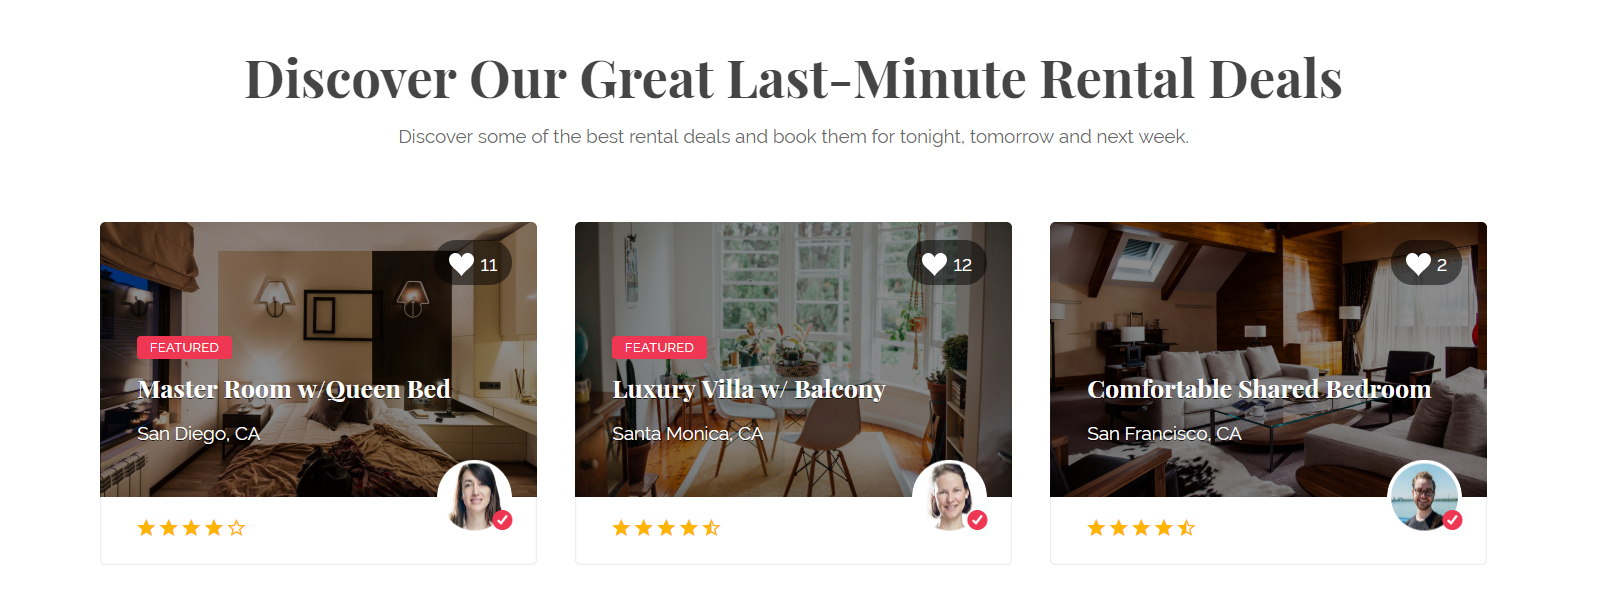 Discover Our Great Last-Minute Rental Deals
Discover some of the best rental deals and book them for tonight, tomorrow and next week.
11
FEATURED
Master Room w/Queen Bed
San Diego, CA
12
FEATURED
Luxury Villa w/ Balcony
Santa Monica, CA
2
Comfortable Shared Bedroom
San Francisco, CA